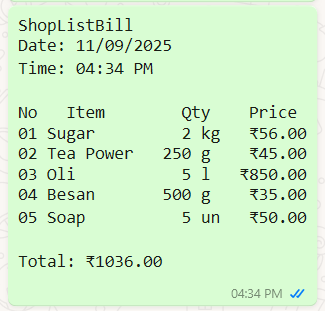 ShopListBill
Date: 11/09/2025
Time: 04:34 PM
No Item Qty Price
01 Sugar 2 kg ₹56.00
02 Tea Power 250 g ₹45.00
03 Oli 5 l ₹850.00
04 Besan 500 g ₹35.00
05 Soap 5 un ₹50.00
Total: ₹1036.00
04:34 PM